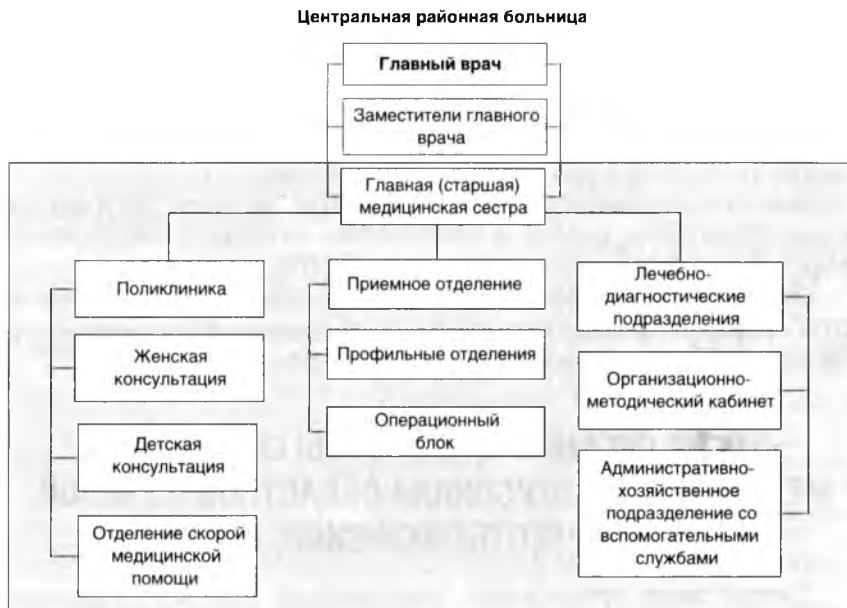 Центральная районная больница
Главный врач
Заместители главного
врача
Главная (старшая)
медицинская сестра
Поликлиника
Женская
консультация
Детская
консультация
Отделение скорой
медицинской
помощи
Приемное отделение
Профильные отделения
Операционный
блок
Лечебно-
диагностические
подразделения
Организационно-
методический кабинет
Административно-
хозяйственное
подразделение со
вспомогательными
службами